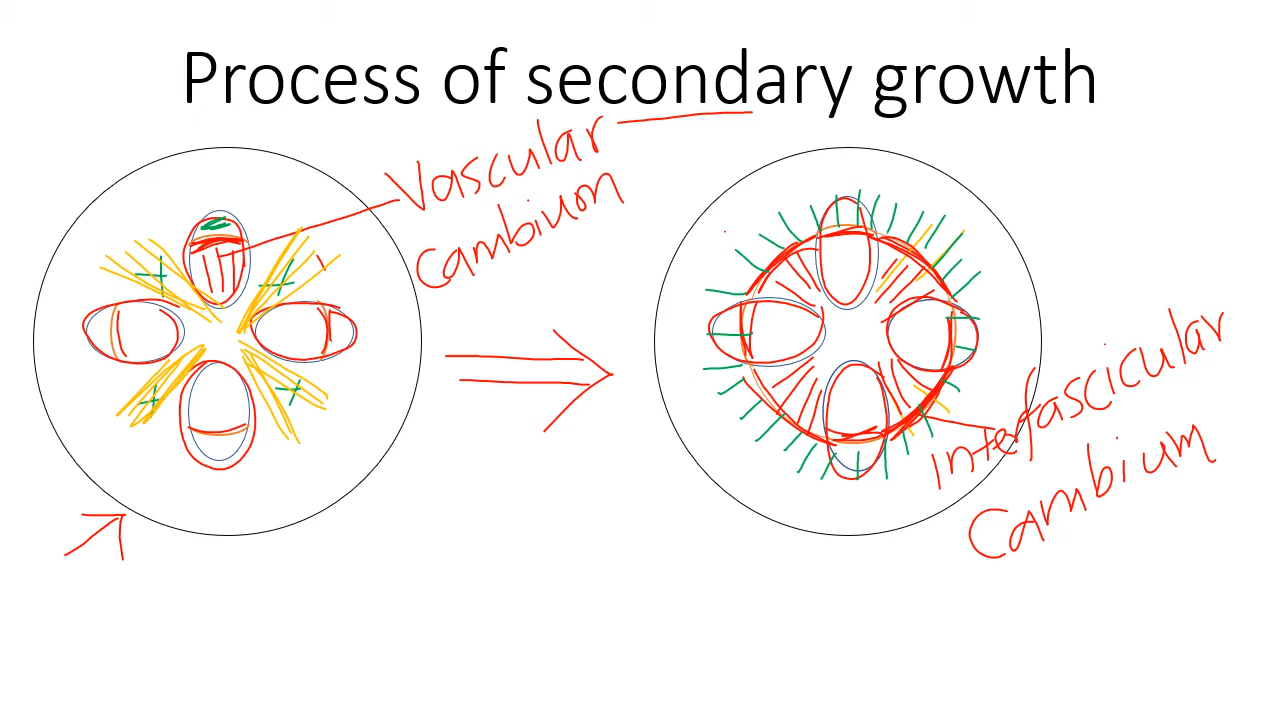 Process of secondary growth
Vascular
Cambium
Interfascicular
Cambium